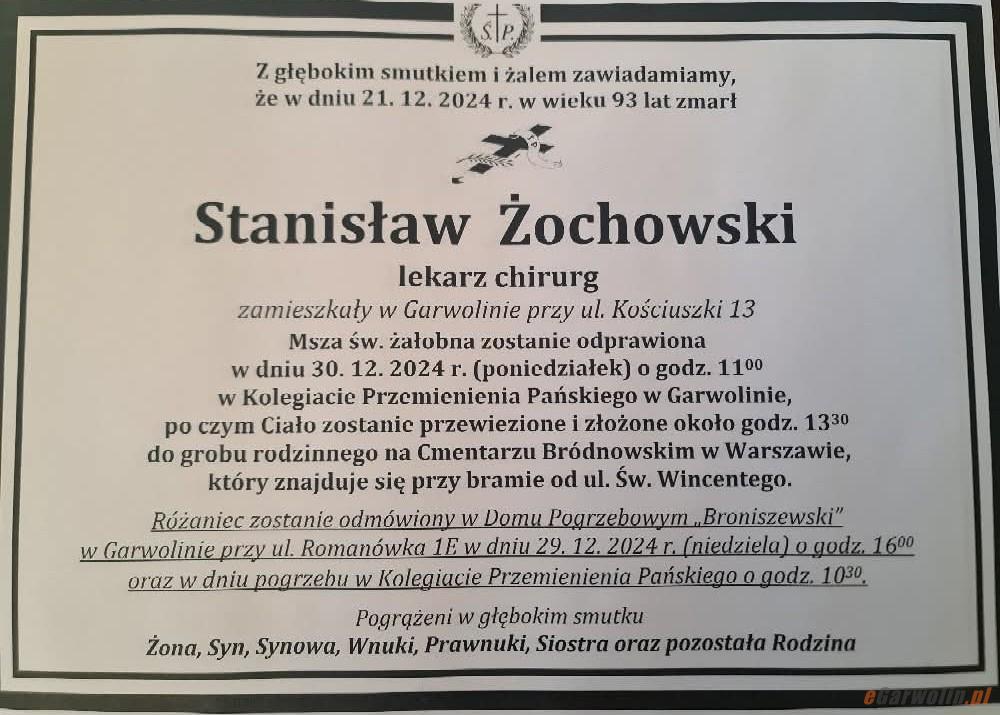 Ś. P.
Z głębokim smutkiem i żalem zawiadamiamy,
że w dniu 21. 12. 2024 r. w wieku 93 lat zmarł
Stanisław Żochowski
lekarz chirurg
zamieszkały w Garwolinie przy ul. Kościuszki 13
Msza św. żałobna zostanie odprawiona
w dniu 30. 12. 2024 r. (poniedziałek) o godz. 11⁰⁰
w Kolegiacie Przemienienia Pańskiego w Garwolinie,
po czym Ciało zostanie przewiezione i złożone około godz. 13³⁰
do grobu rodzinnego na Cmentarzu Bródnowskim w Warszawie,
który znajduje się przy bramie od ul. Św. Wincentego.
Różaniec zostanie odmówiony w Domu Pogrzebowym „Broniszewski”
w Garwolinie przy ul. Romanówka 1E w dniu 29. 12. 2024 r. (niedziela) o godz. 16⁰⁰
oraz w dniu pogrzebu w Kolegiacie Przemienienia Pańskiego o godz. 10³⁰.
Pogrążeni w głębokim smutku
Żona, Syn, Synowa, Wnuki, Prawnuki, Siostra oraz pozostała Rodzina
eGarwolin.pl